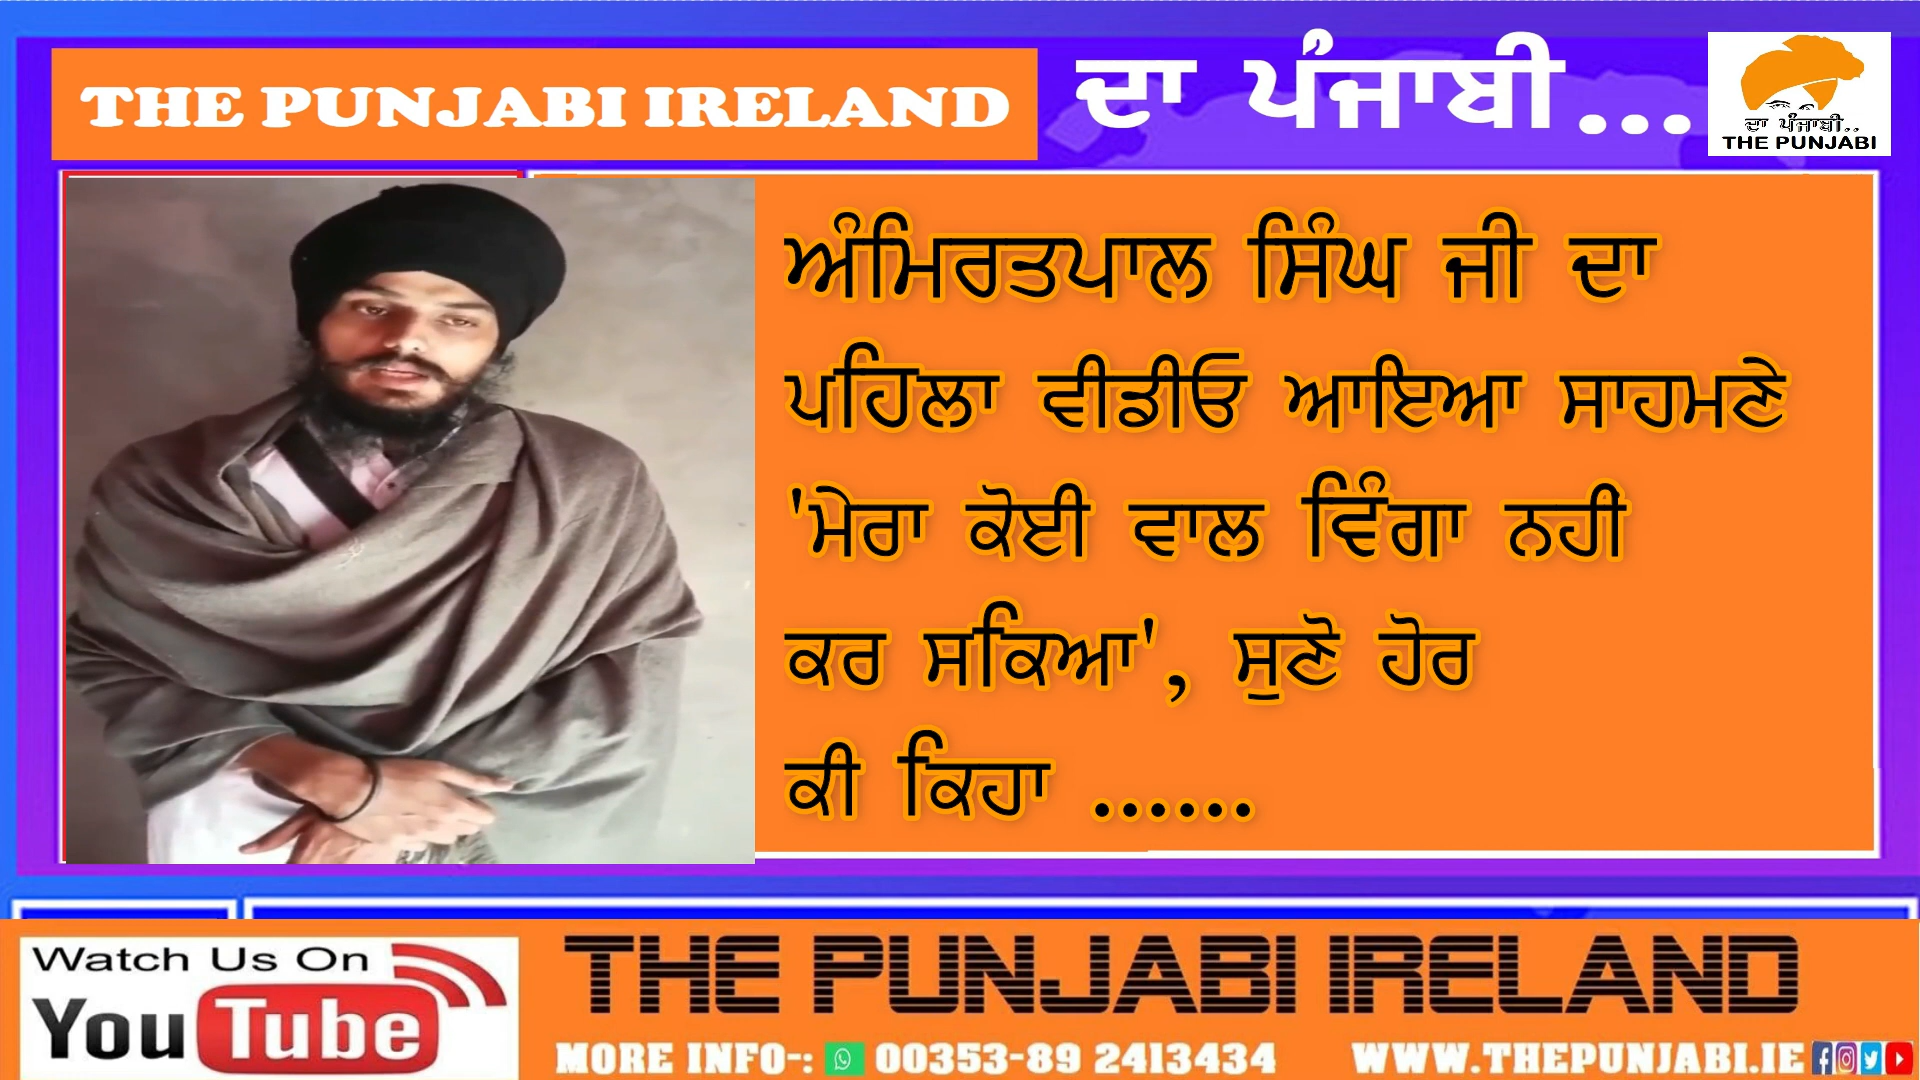 THE PUNJABI IRELAND
ਦਾ ਪੰਜਾਬੀ...
ਦਾ ਪੰਜਾਬੀ..
THE PUNJABI
ਅੰਮਿਰਤਪਾਲ ਸਿੰਘ ਜੀ ਦਾ
ਪਹਿਲਾ ਵੀਡੀਓ ਆਇਆ ਸਾਹਮਣੇ
'ਮੇਰਾ ਕੋਈ ਵਾਲ ਵਿੰਗਾ ਨਹੀਂ
ਕਰ ਸਕਿਆ', ਸੁਣੋ ਹੋਰ
ਕੀ ਕਿਹਾ ......
Watch Us On
YouTube
THE PUNJABI IRELAND
MORE INFO-: 00353-89 2413434
WWW.THEPUNJABI.IE